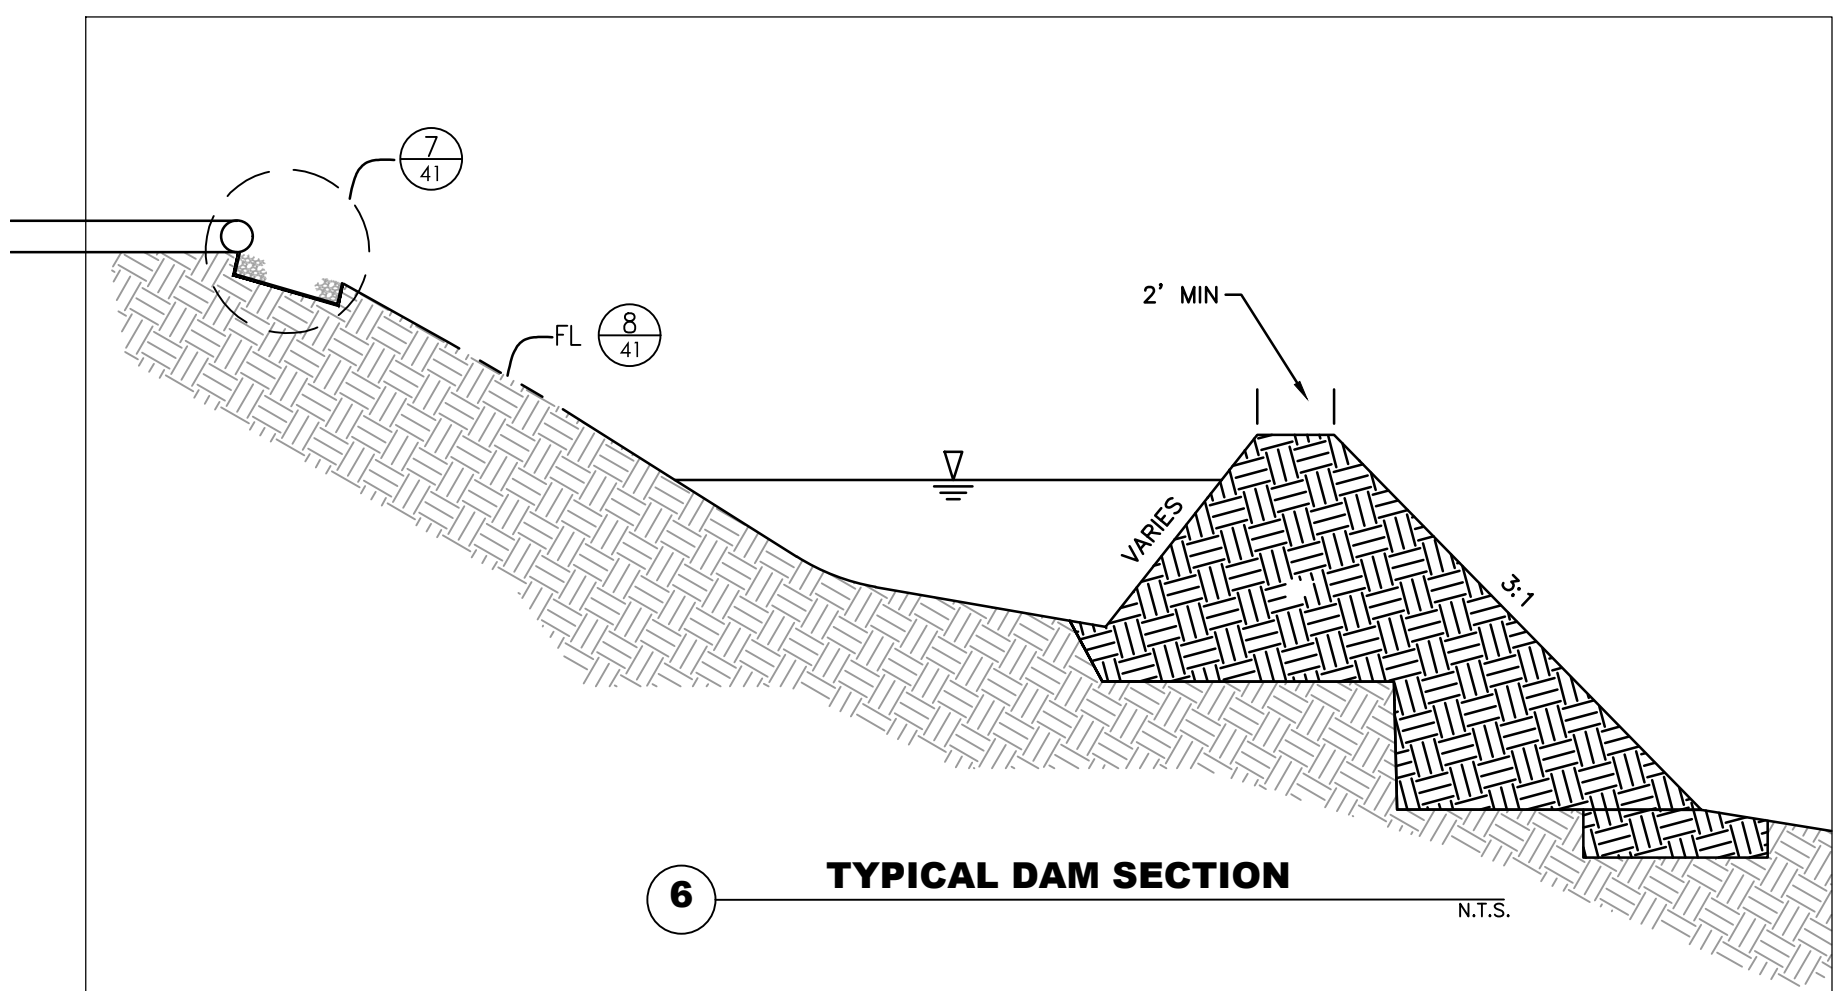 7
41
FL
8
41
2' MIN
VARIES
3:1
6
TYPICAL DAM SECTION
N.T.S.